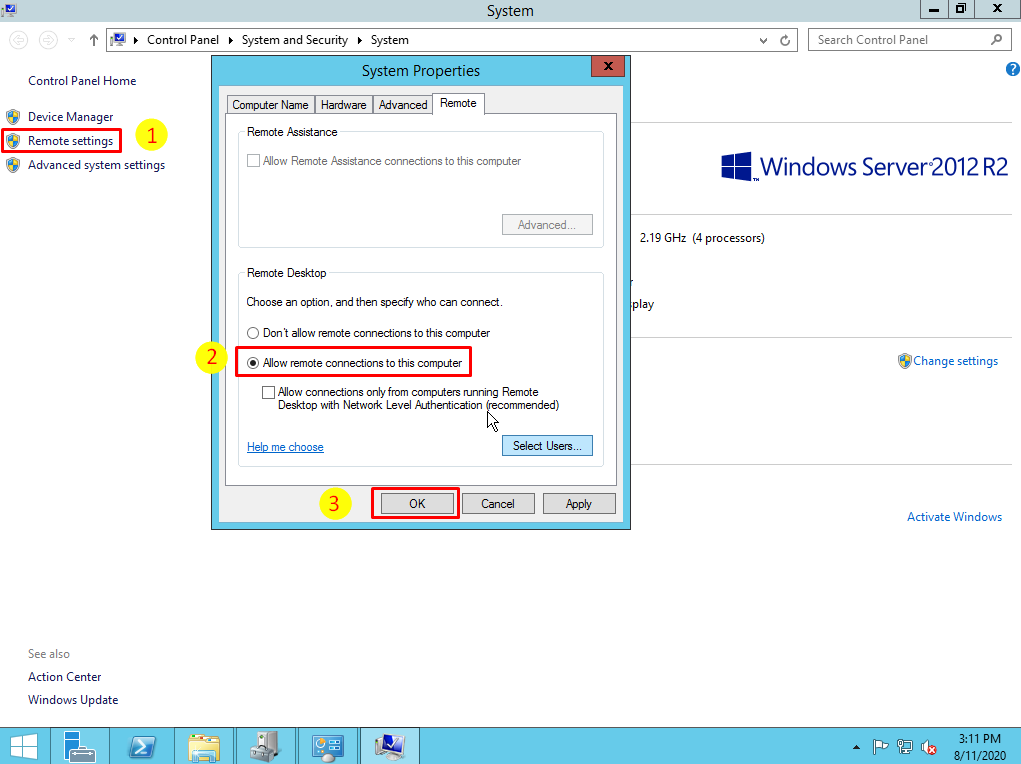 System
Control Panel
System and Security
System
Search Control Panel
Control Panel Home
Device Manager
Remote settings
1
Advanced system settings
System Properties
Computer Name
Hardware
Advanced
Remote
Remote Assistance
Allow Remote Assistance connections to this computer
Advanced...
Remote Desktop
Choose an option, and then specify who can connect.
Don't allow remote connections to this computer
2
Allow remote connections to this computer
Allow connections only from computers running Remote
Desktop with Network Level Authentication (recommended)
Help me choose
Select Users...
3
OK
Cancel
Apply
Windows Server 2012 R2
2.19 GHz (4 processors)
Change settings
Activate Windows
See also
Action Center
Windows Update
3:11 PM
8/11/2020